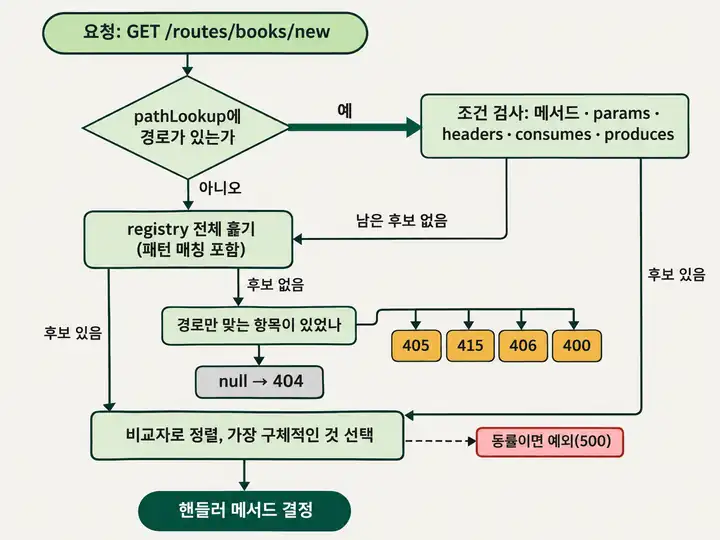 요청: GET /routes/books/new
pathLookup에
경로가 있는가
예
조건 검사: 메서드 · params ·
headers · consumes · produces
아니오
registry 전체 훑기
(패턴 매칭 포함)
남은 후보 없음
후보 있음
후보 없음
후보 있음
경로만 맞는 항목이 있었나
405
415
406
400
null → 404
비교자로 정렬, 가장 구체적인 것 선택
동률이면 예외(500)
핸들러 메서드 결정